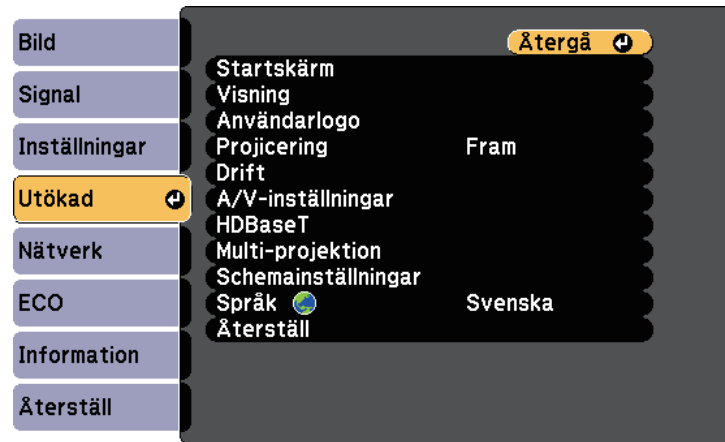 Bild
Signal
Inställningar
Utökad
Nätverk
ECO
Information
Återställ
Återgå
Startskärm
Visning
Användarlogo
Projicering Fram
Drift
A/V-inställningar
HDBaseT
Multi-projektion
Schemainställningar
Språk Svenska
Återställ